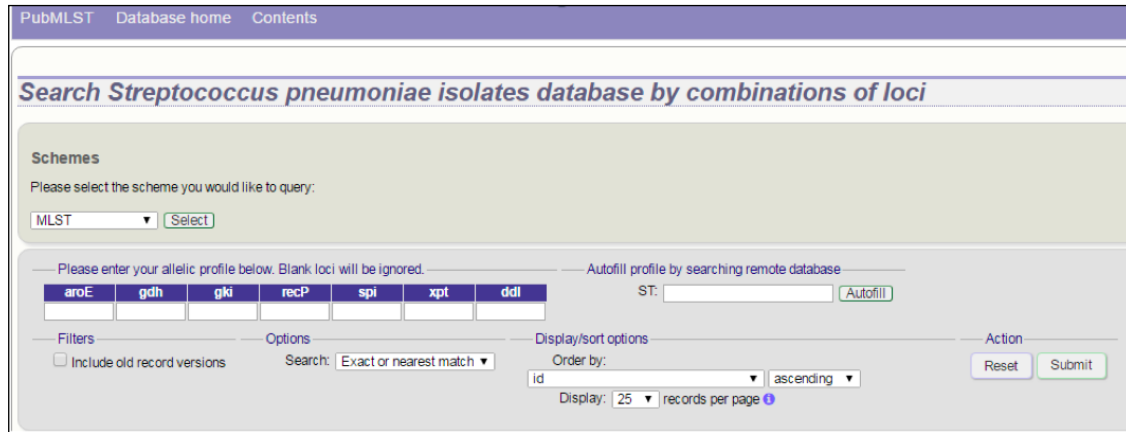 PubMLST Database home Contents
Search Streptococcus pneumoniae isolates database by combinations of loci
Schemes
Please select the scheme you would like to query:
MLST Select
Please enter your allelic profile below. Blank loci will be ignored. Autofill profile by searching remote database
aroE gdh gki recP spi xpt ddl ST: Autofill
Filters Options Display/sort options Action
Include old record versions Search: Exact or nearest match Order by: Reset Submit
id ascending
Display: 25 records per page i